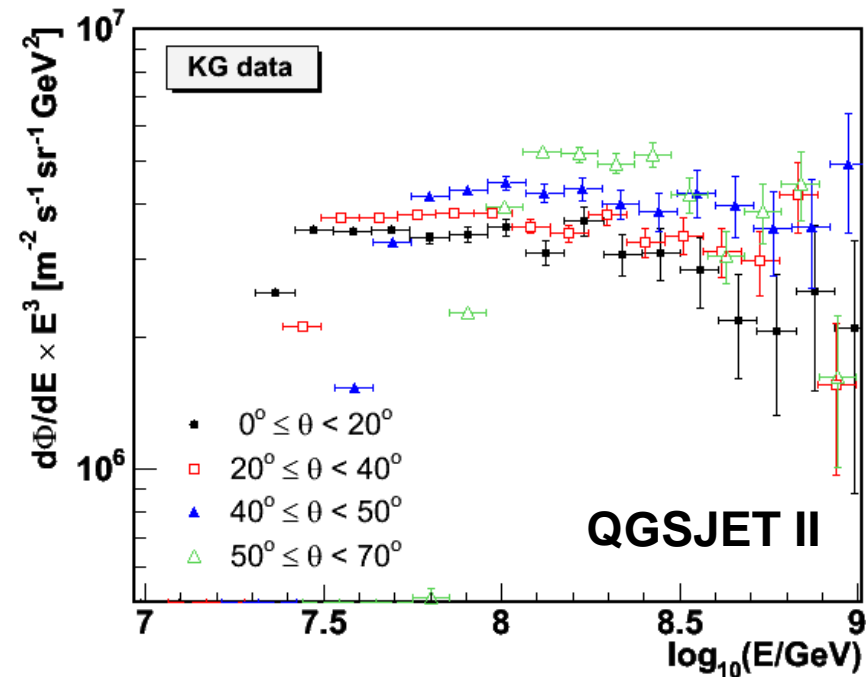 dΦ/dE × E³ [m⁻² s⁻¹ sr⁻¹ GeV²]
10⁷
KG data
0° ≤ θ < 20°
20° ≤ θ < 40°
10⁶
40° ≤ θ < 50°
50° ≤ θ < 70°
QGSJET II
7 7.5 8 8.5 9
log₁₀(E/GeV)